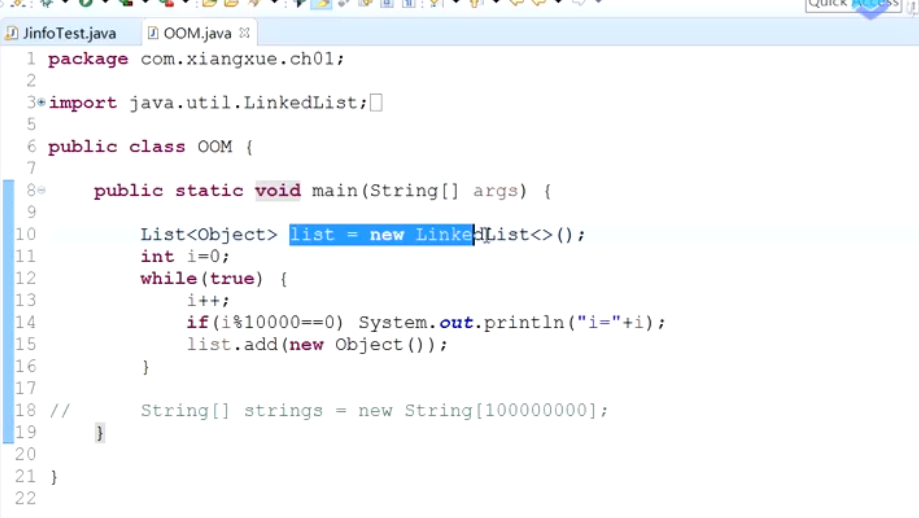 Quick Access
JinfoTest.java OOM.java
1 package com.xiangxue.ch01;
2
3 import java.util.LinkedList;
5
6 public class OOM {
7
8 public static void main(String[] args) {
9
10 List<Object> list = new LinkedList<>();
11 int i=0;
12 while(true) {
13 i++;
14 if(i%10000==0) System.out.println("i="+i);
15 list.add(new Object());
16 }
17
18 // String[] strings = new String[100000000];
19 }
20
21 }
22